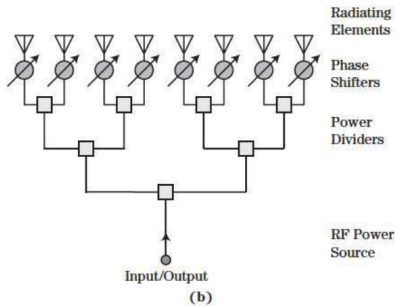 Radiating
Elements
Phase
Shifters
Power
Dividers
RF Power
Source
Input/Output
(b)